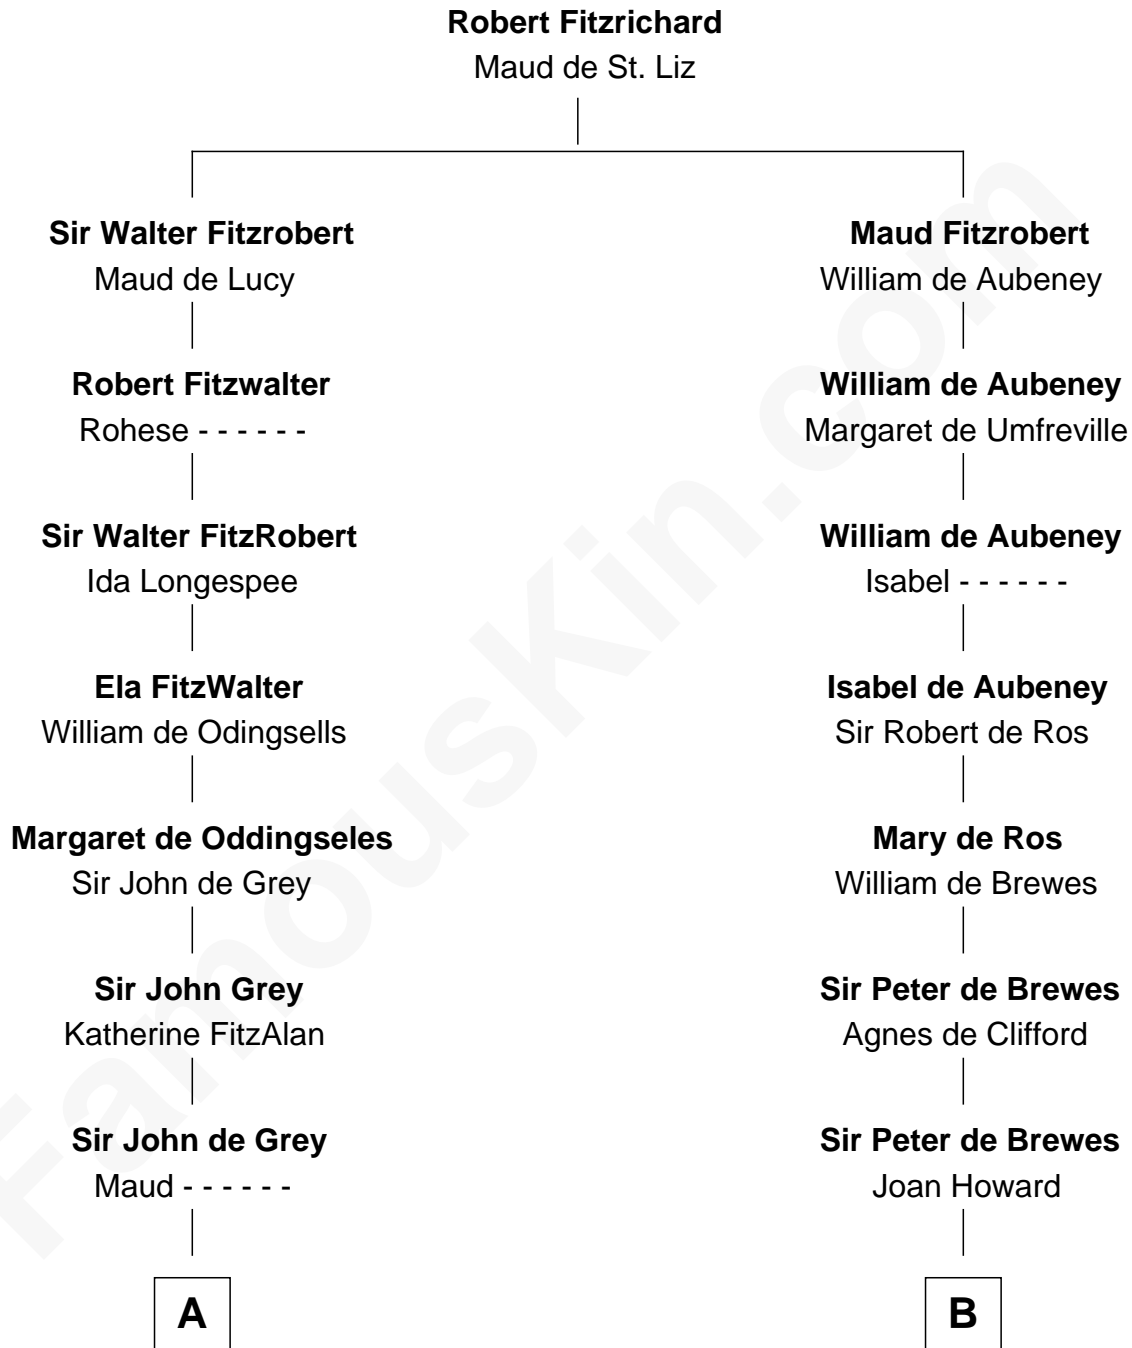 Robert Fitzrichard
Maud de St. Liz
Sir Walter Fitzrobert
Maud de Lucy
Maud Fitzrobert
William de Aubeney
Robert Fitzwalter
Rohese - - - - - -
William de Aubeney
Margaret de Umfreville
Sir Walter FitzRobert
Ida Longespee
William de Aubeney
Isabel - - - - - -
Ela FitzWalter
William de Odingsells
Isabel de Aubeney
Sir Robert de Ros
Margaret de Oddingseles
Sir John de Grey
Mary de Ros
William de Brewes
Sir John Grey
Katherine FitzAlan
Sir Peter de Brewes
Agnes de Clifford
Sir John de Grey
Maud - - - - - -
Sir Peter de Brewes
Joan Howard
A
B
FamousKin.com